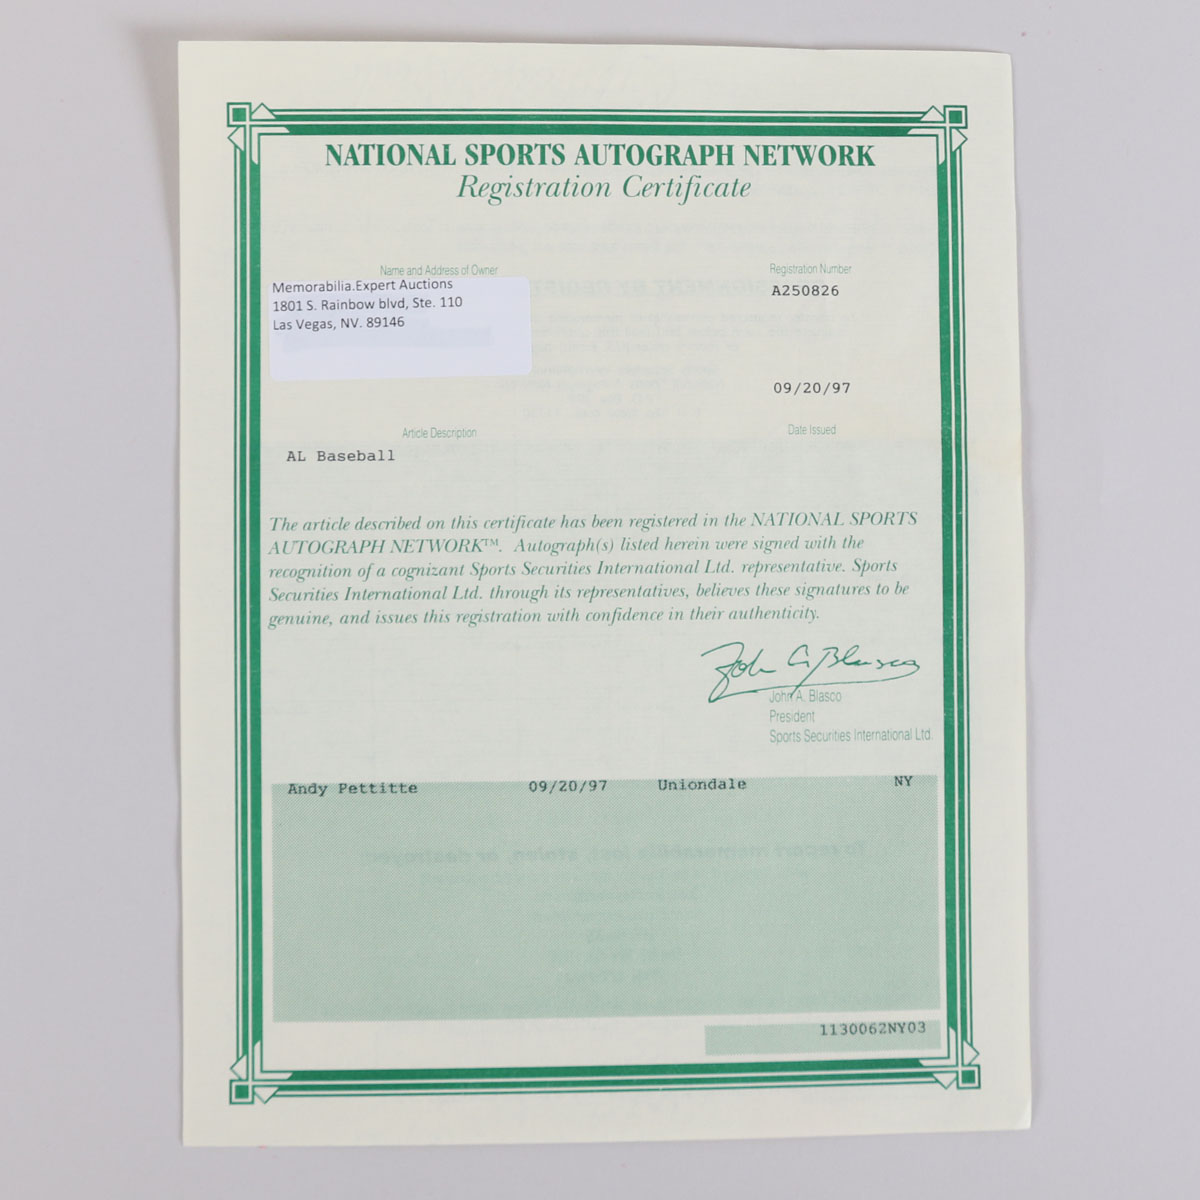 NATIONAL SPORTS AUTOGRAPH NETWORK
Registration Certificate
Name and Address of Owner
Memorabilia.Expert Auctions
1801 S. Rainbow blvd, Ste. 110
Las Vegas, NV. 89146
Registration Number
A250826
09/20/97
Date Issued
Article Description
AL Baseball
The article described on this certificate has been registered in the NATIONAL SPORTS
AUTOGRAPH NETWORK™. Autograph(s) listed herein were signed with the
recognition of a cognizant Sports Securities International Ltd. representative. Sports
Securities International Ltd. through its representatives, believes these signatures to be
genuine, and issues this registration with confidence in their authenticity.
John A. Blasco
John A. Blasco
President
Sports Securities International Ltd.
Andy Pettitte 09/20/97 Uniondale NY
1130062NY03